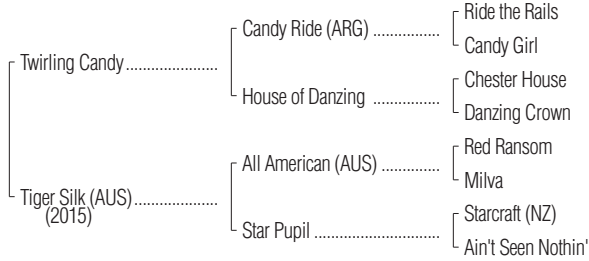 Twirling Candy
Tiger Silk (AUS)
(2015)
Candy Ride (ARG)
House of Danzing
All American (AUS)
Star Pupil
Ride the Rails
Candy Girl
Chester House
Danzing Crown
Red Ransom
Milva
Starcraft (NZ)
Ain't Seen Nothin'